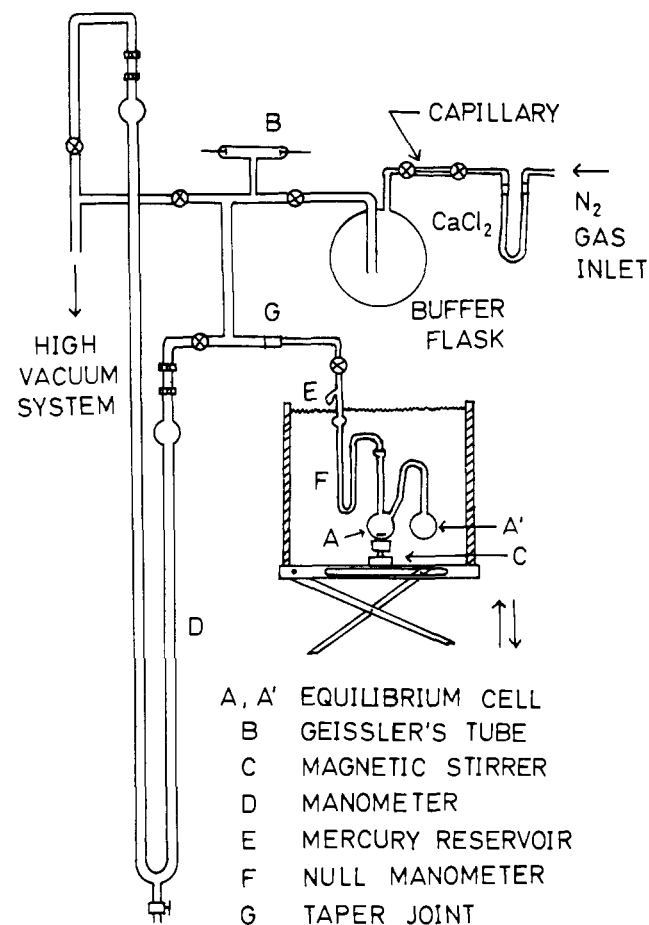 B
CAPILLARY
CaCl2
N2
GAS
INLET
BUFFER
FLASK
G
HIGH
VACUUM
SYSTEM
E
F
A
A'
C
D
A, A' EQUILIBRIUM CELL
B GEISSLER'S TUBE
C MAGNETIC STIRRER
D MANOMETER
E MERCURY RESERVOIR
F NULL MANOMETER
G TAPER JOINT